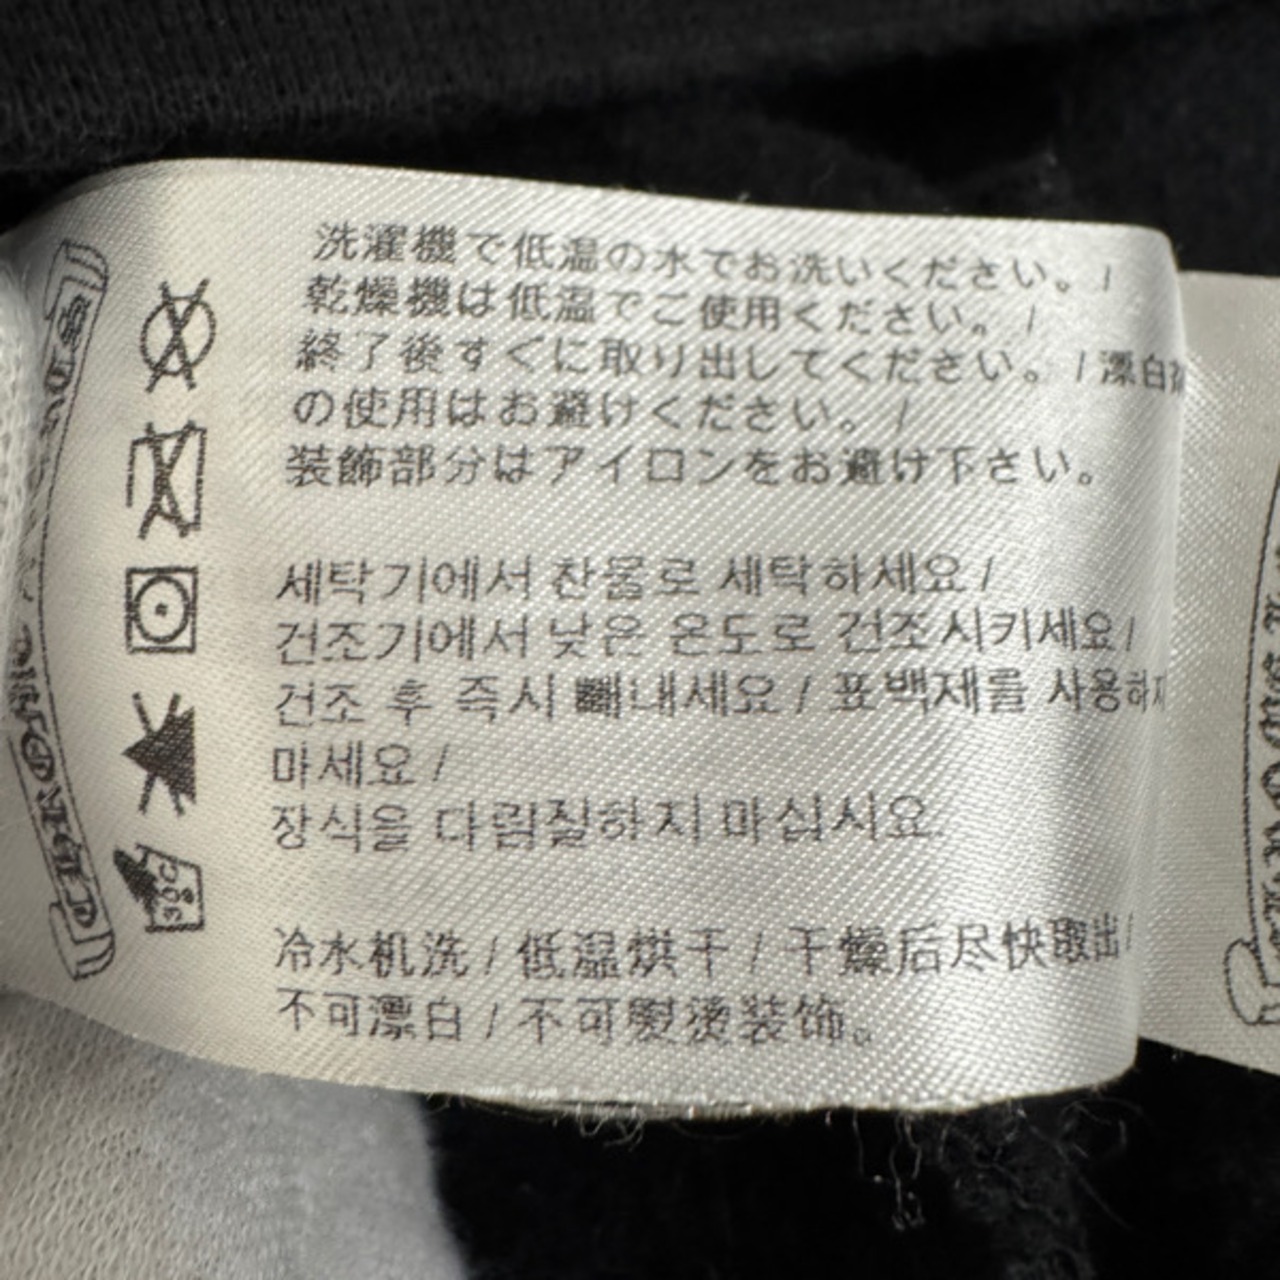 洗濯機で低温の水でお洗いください。/
乾燥機は低温でご使用ください。/
終了後すぐに取り出してください。/ 漂白剤
の使用はお避けください。/
装飾部分はアイロンをお避け下さい。
세탁기에서 찬물로 세탁하세요 /
건조기에서 낮은 온도로 건조시키세요/
건조 후 즉시 빼내세요 / 표백제를 사용하지
마세요 /
장식을 다림질하지 마십시오
冷水机洗 / 低温烘干 / 干燥后尽快取出/
不可漂白 / 不可熨烫装饰。